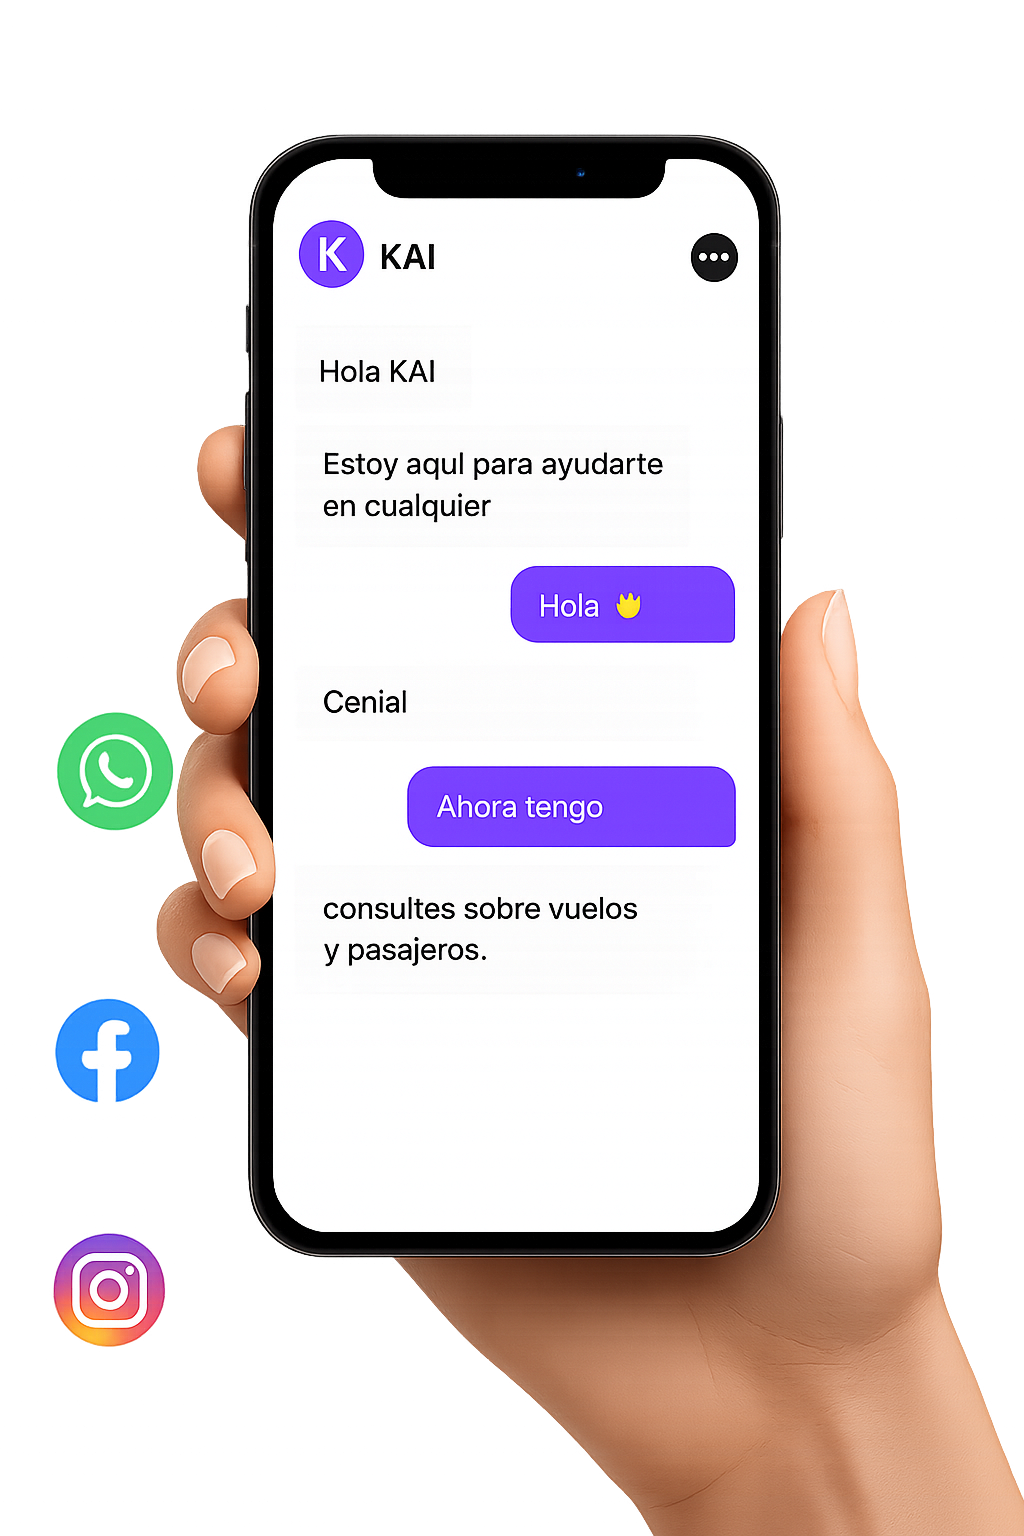 K KAI
Hola KAI
Estoy aqul para ayudarte
en cualquier
Hola 👋
Cenial
Ahora tengo
consultes sobre vuelos
y pasajeros.